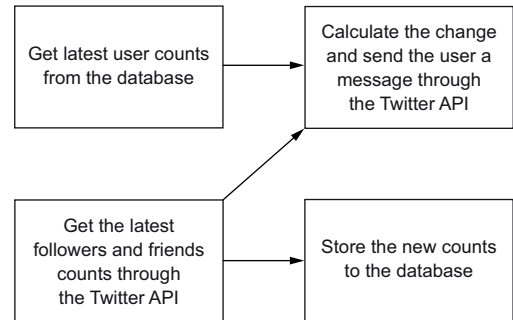 Get latest user counts
from the database
Calculate the change
and send the user a
message through
the Twitter API
Get the latest
followers and friends
counts through
the Twitter API
Store the new counts
to the database